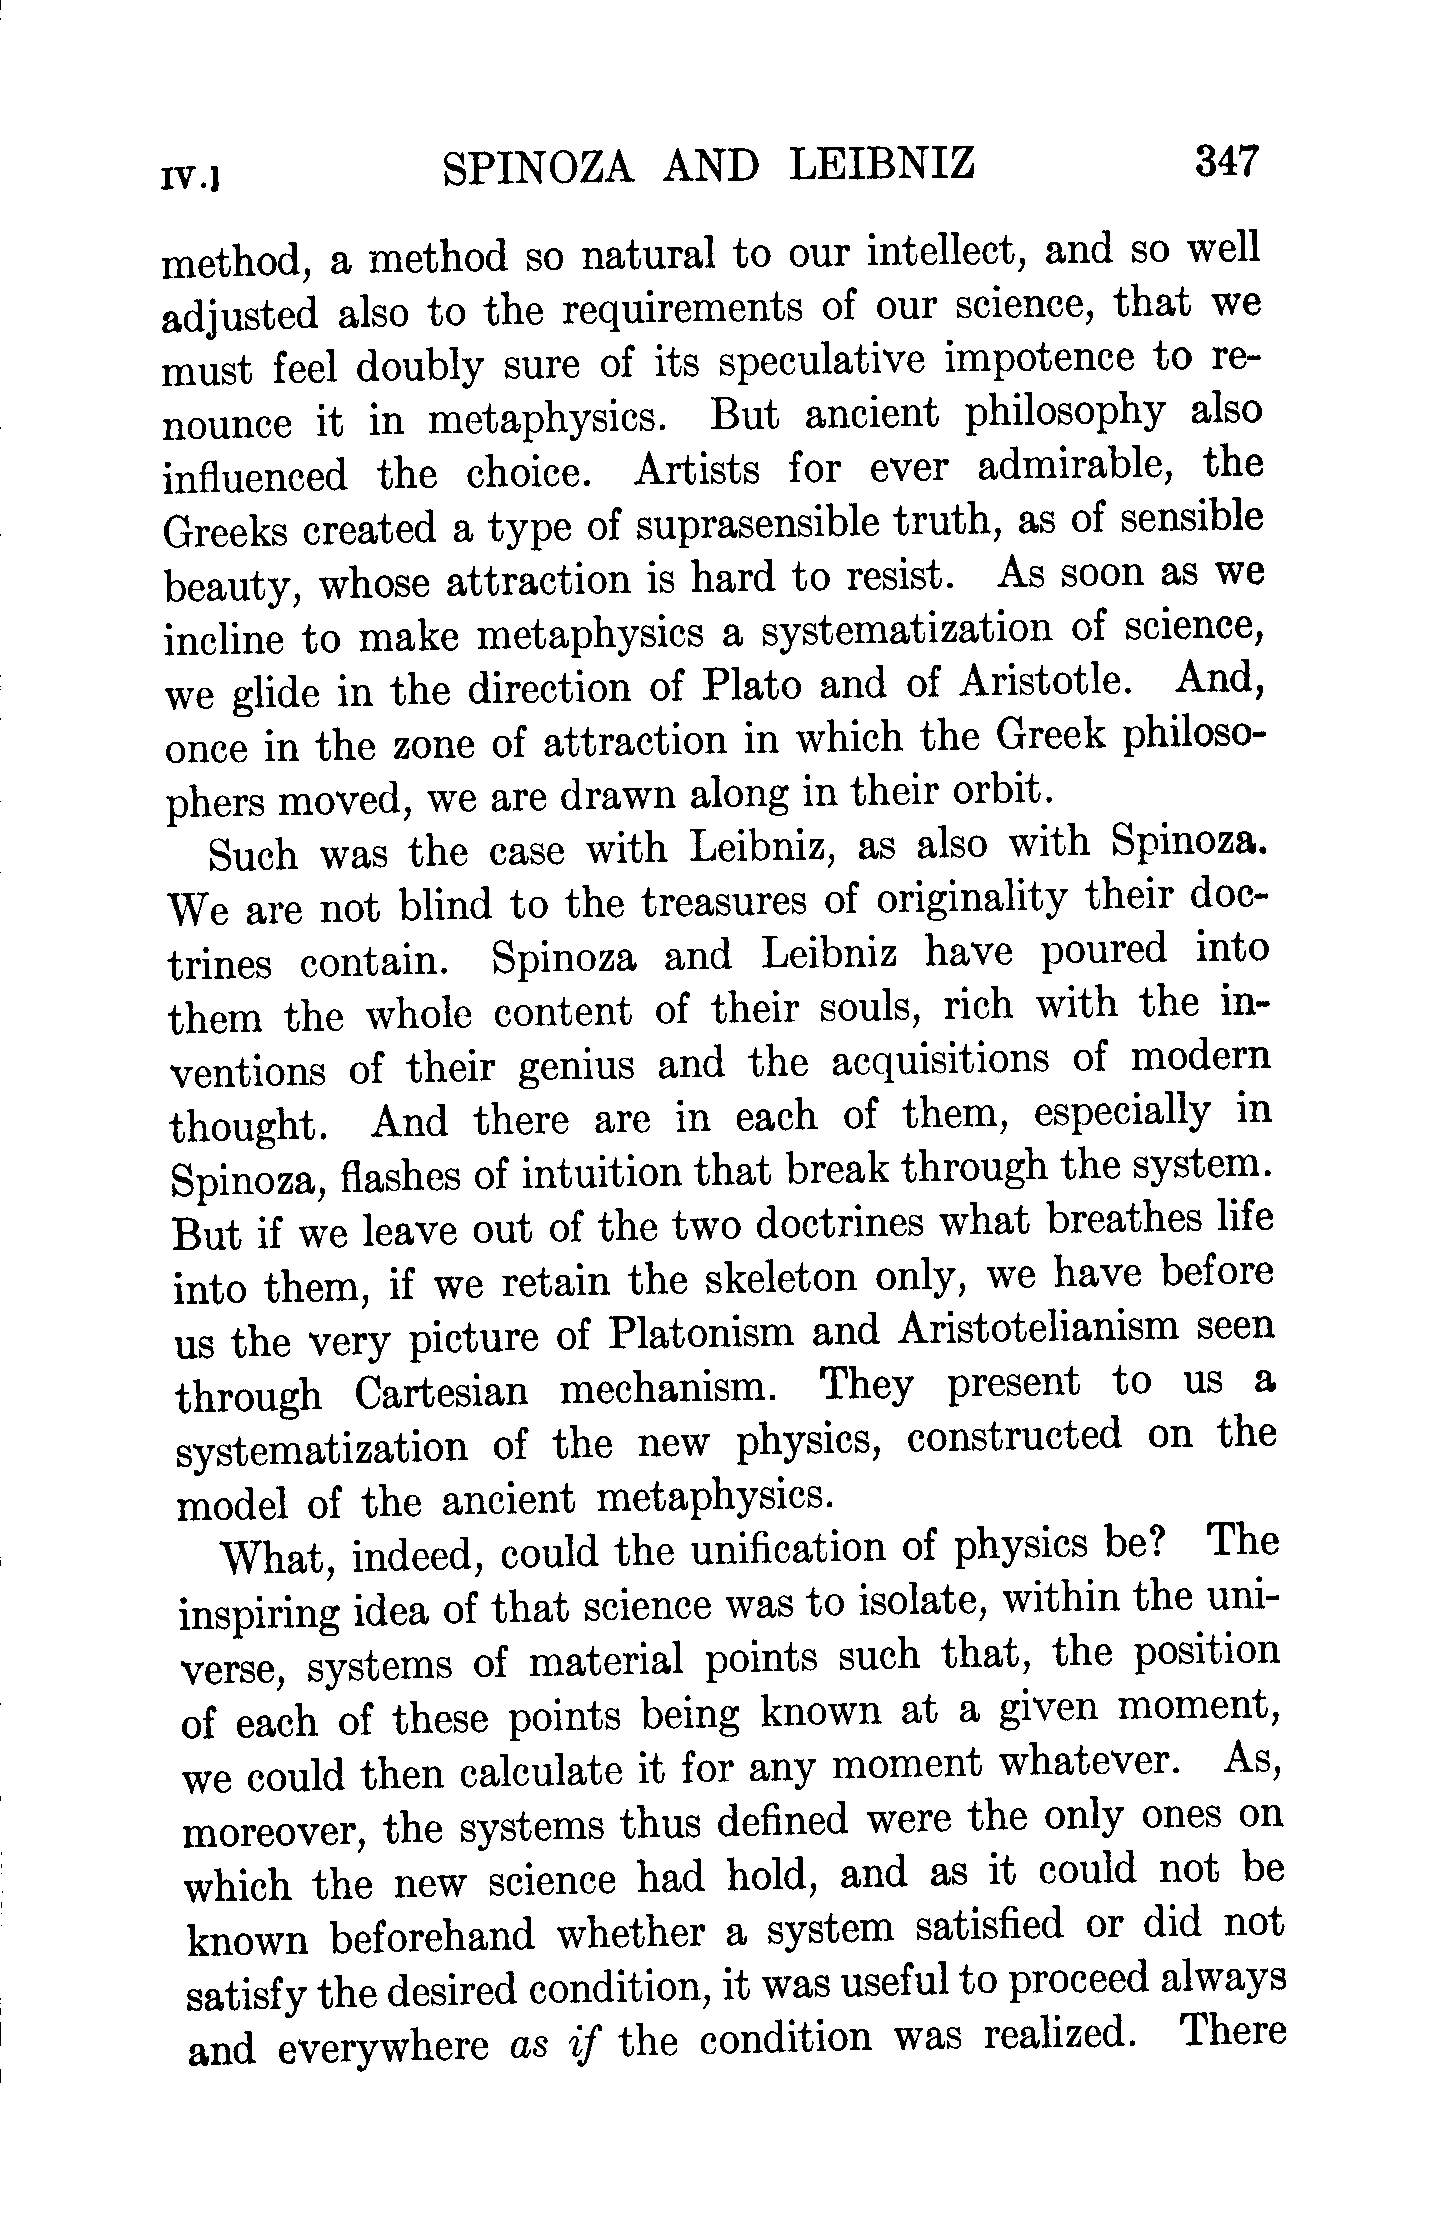 IV.] SPINOZA AND LEIBNIZ 347
method, a method so natural to our intellect, and so well
adjusted also to the requirements of our science, that we
must feel doubly sure of its speculative impotence to re-
nounce it in metaphysics. But ancient philosophy also
influenced the choice. Artists for ever admirable, the
Greeks created a type of suprasensible truth, as of sensible
beauty, whose attraction is hard to resist. As soon as we
incline to make metaphysics a systematization of science,
we glide in the direction of Plato and of Aristotle. And,
once in the zone of attraction in which the Greek philoso-
phers moved, we are drawn along in their orbit.
Such was the case with Leibniz, as also with Spinoza.
We are not blind to the treasures of originality their doc-
trines contain. Spinoza and Leibniz have poured into
them the whole content of their souls, rich with the in-
ventions of their genius and the acquisitions of modern
thought. And there are in each of them, especially in
Spinoza, flashes of intuition that break through the system.
But if we leave out of the two doctrines what breathes life
into them, if we retain the skeleton only, we have before
us the very picture of Platonism and Aristotelianism seen
through Cartesian mechanism. They present to us a
systematization of the new physics, constructed on the
model of the ancient metaphysics.
What, indeed, could the unification of physics be? The
inspiring idea of that science was to isolate, within the uni-
verse, systems of material points such that, the position
of each of these points being known at a given moment,
we could then calculate it for any moment whatever. As,
moreover, the systems thus defined were the only ones on
which the new science had hold, and as it could not be
known beforehand whether a system satisfied or did not
satisfy the desired condition, it was useful to proceed always
and everywhere as if the condition was realized. There